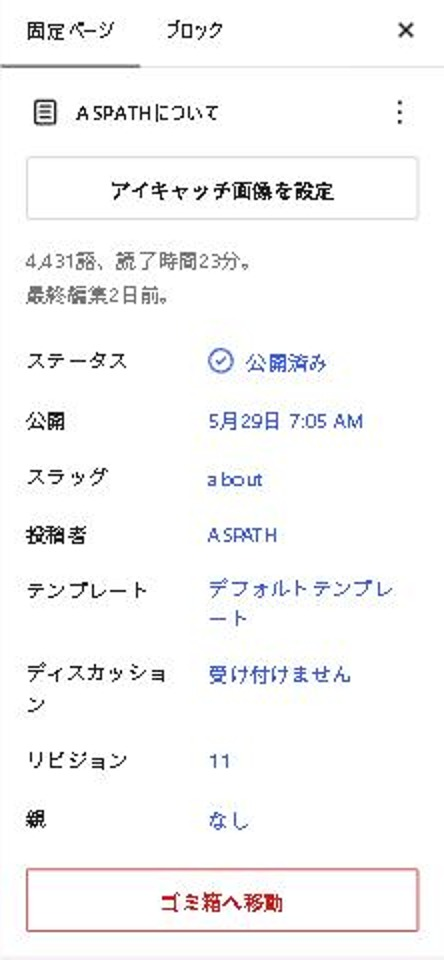 固定ページ ブロック
ASPATHについて
アイキャッチ画像を設定
4,431語、読了時間23分。
最終編集2日前。
ステータス 公開済み
公開 5月29日 7:05 AM
スラッグ about
投稿者 ASPATH
テンプレート デフォルトテンプレ
ート
ディスカッショ 受け付けません
ン
リビジョン 11
親 なし
ゴミ箱へ移動